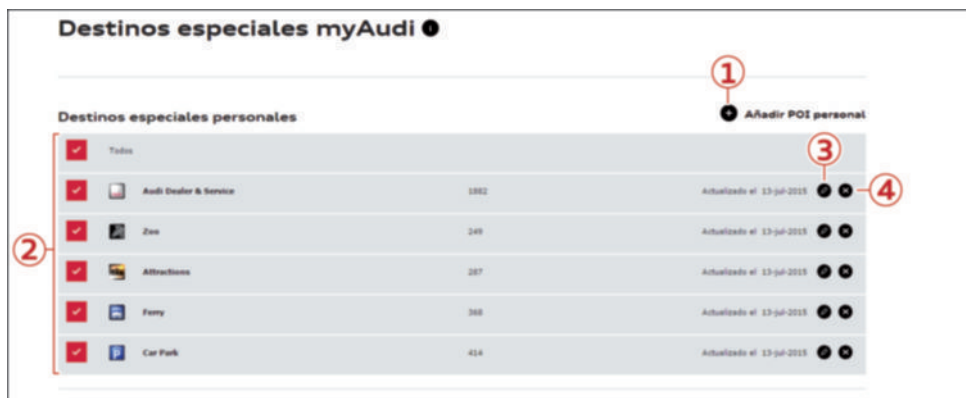 Destinos especiales myAudi
1
Destinos especiales personales
Añadir POI personal
Todos
3
Audi Dealer & Service 1882 Actualizado el 13-jul-2015
4
2
Zoo 249 Actualizado el 13-jul-2015
Attractions 287 Actualizado el 13-jul-2015
Ferry 368 Actualizado el 13-jul-2015
P Car Park 414 Actualizado el 13-jul-2015